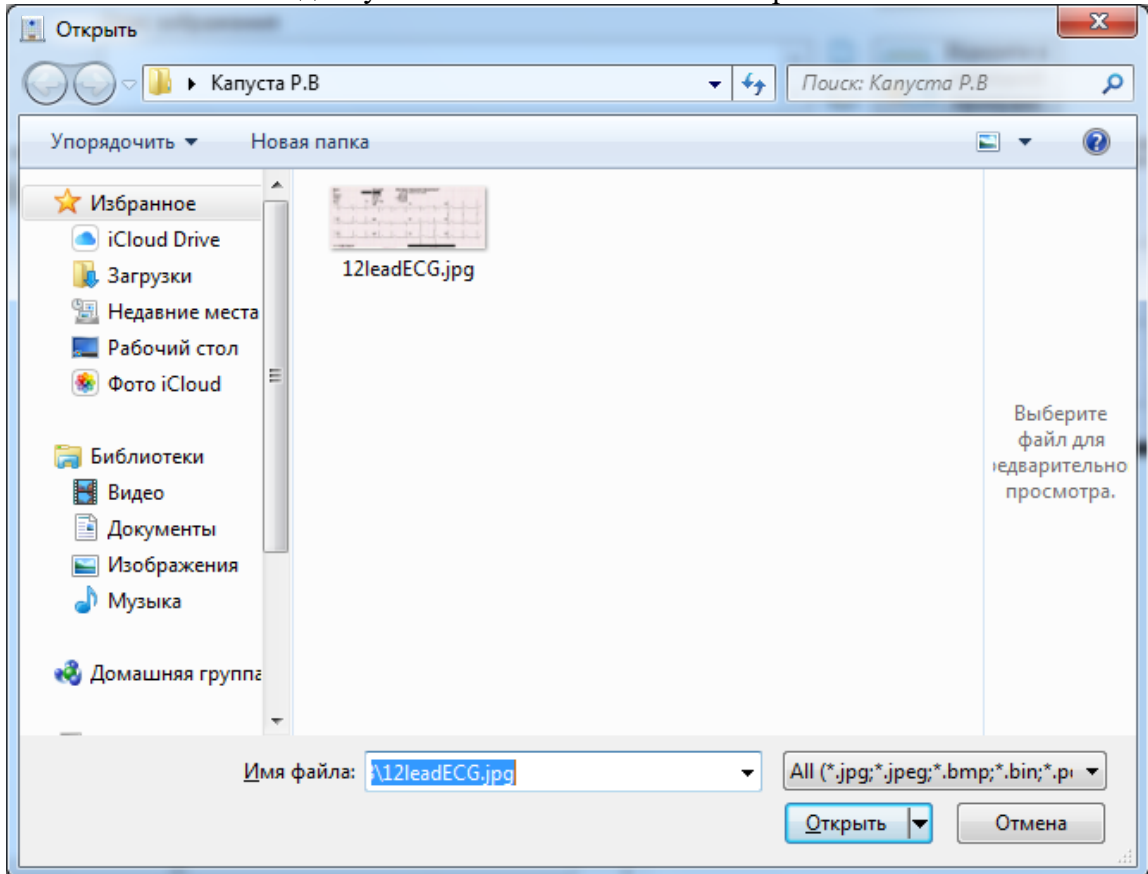 Открыть
Капуста Р.В
Поиск: Капуста Р.В
Упорядочить
Новая папка
Избранное
iCloud Drive
Загрузки
Недавние места
Рабочий стол
Фото iCloud
Библиотеки
Видео
Документы
Изображения
Музыка
Домашняя группа
12leadECG.jpg
Выберите
файл для
едварительно
просмотра.
Имя файла:
\12leadECG.jpg
All (*.jpg;*.jpeg;*.bmp;*.bin;*.p
Открыть
Отмена